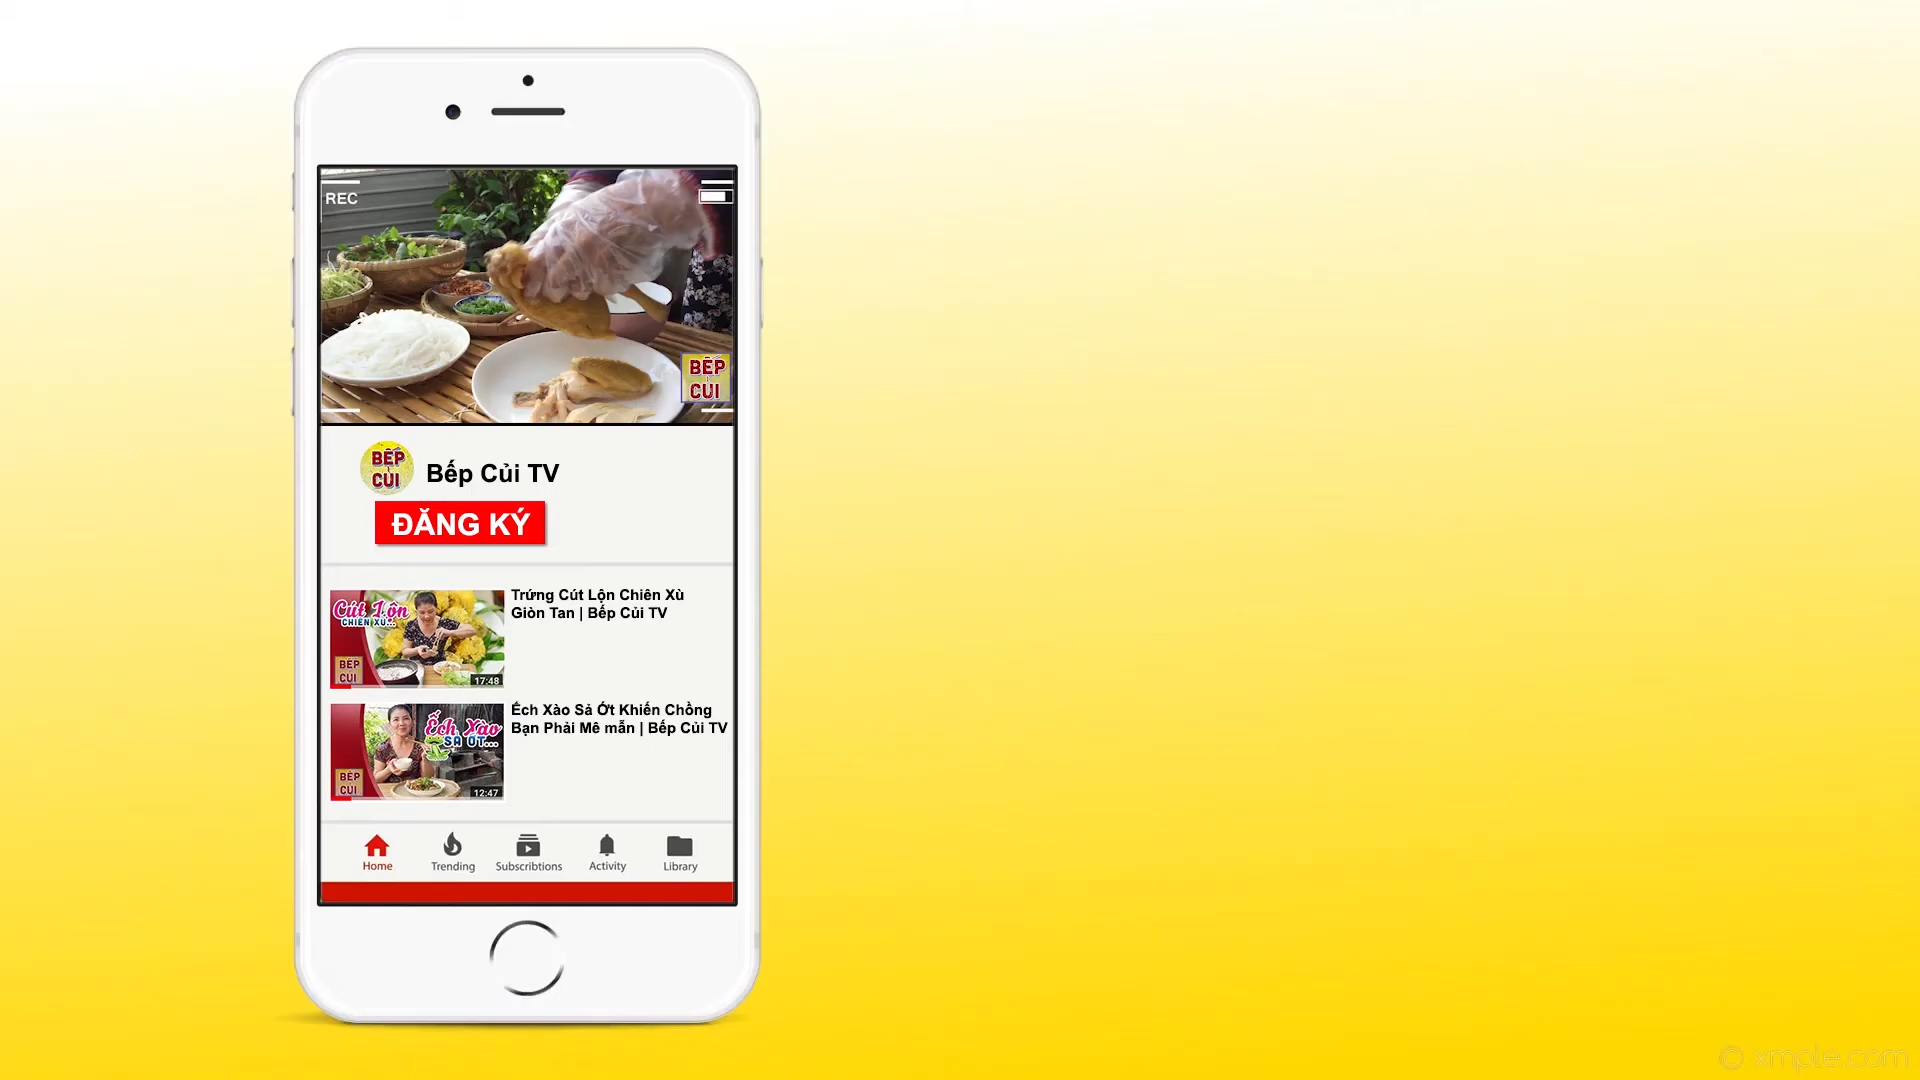 REC
BẾP
CỦI
BẾP
CỦI
Bếp Củi TV
ĐĂNG KÝ
Cút Lộn
CHIÊN XÙ...
BẾP
CỦI
17:48
Trứng Cút Lộn Chiên Xù
Giòn Tan | Bếp Củi TV
Ếch Xào
SẢ ỚT...
BẾP
CỦI
12:47
Ếch Xào Sả Ớt Khiến Chồng
Bạn Phải Mê mẫn | Bếp Củi TV
Home
Trending
Subscribtions
Activity
Library
© xmple.com